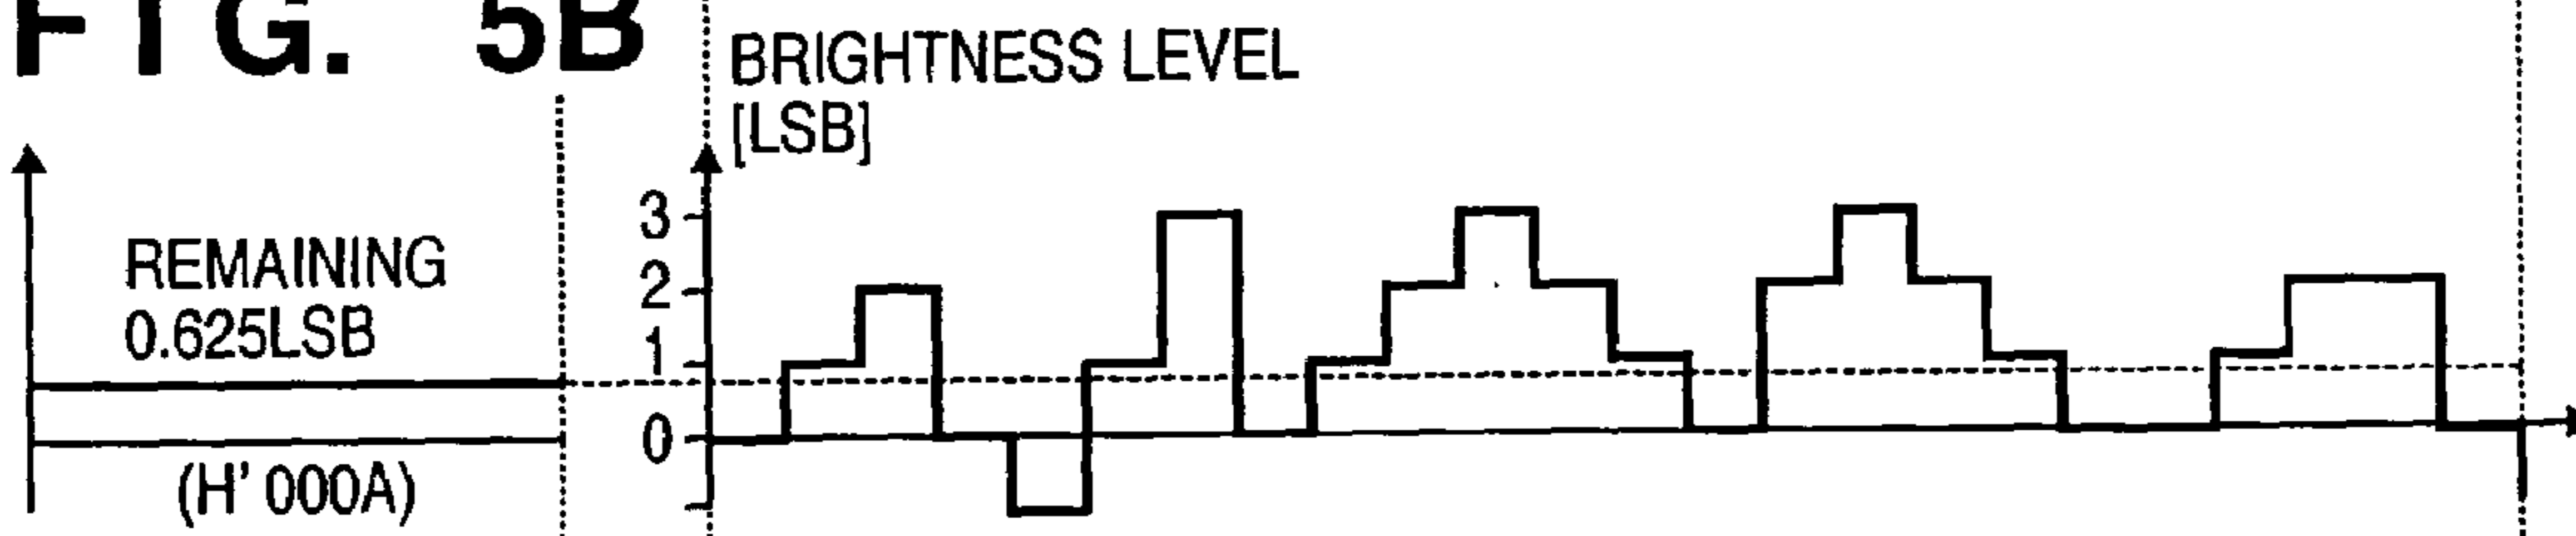 FIG. 5B
BRIGHTNESS LEVEL
[LSB]
REMAINING
0.625LSB
(H' 000A)
3
2
1
0